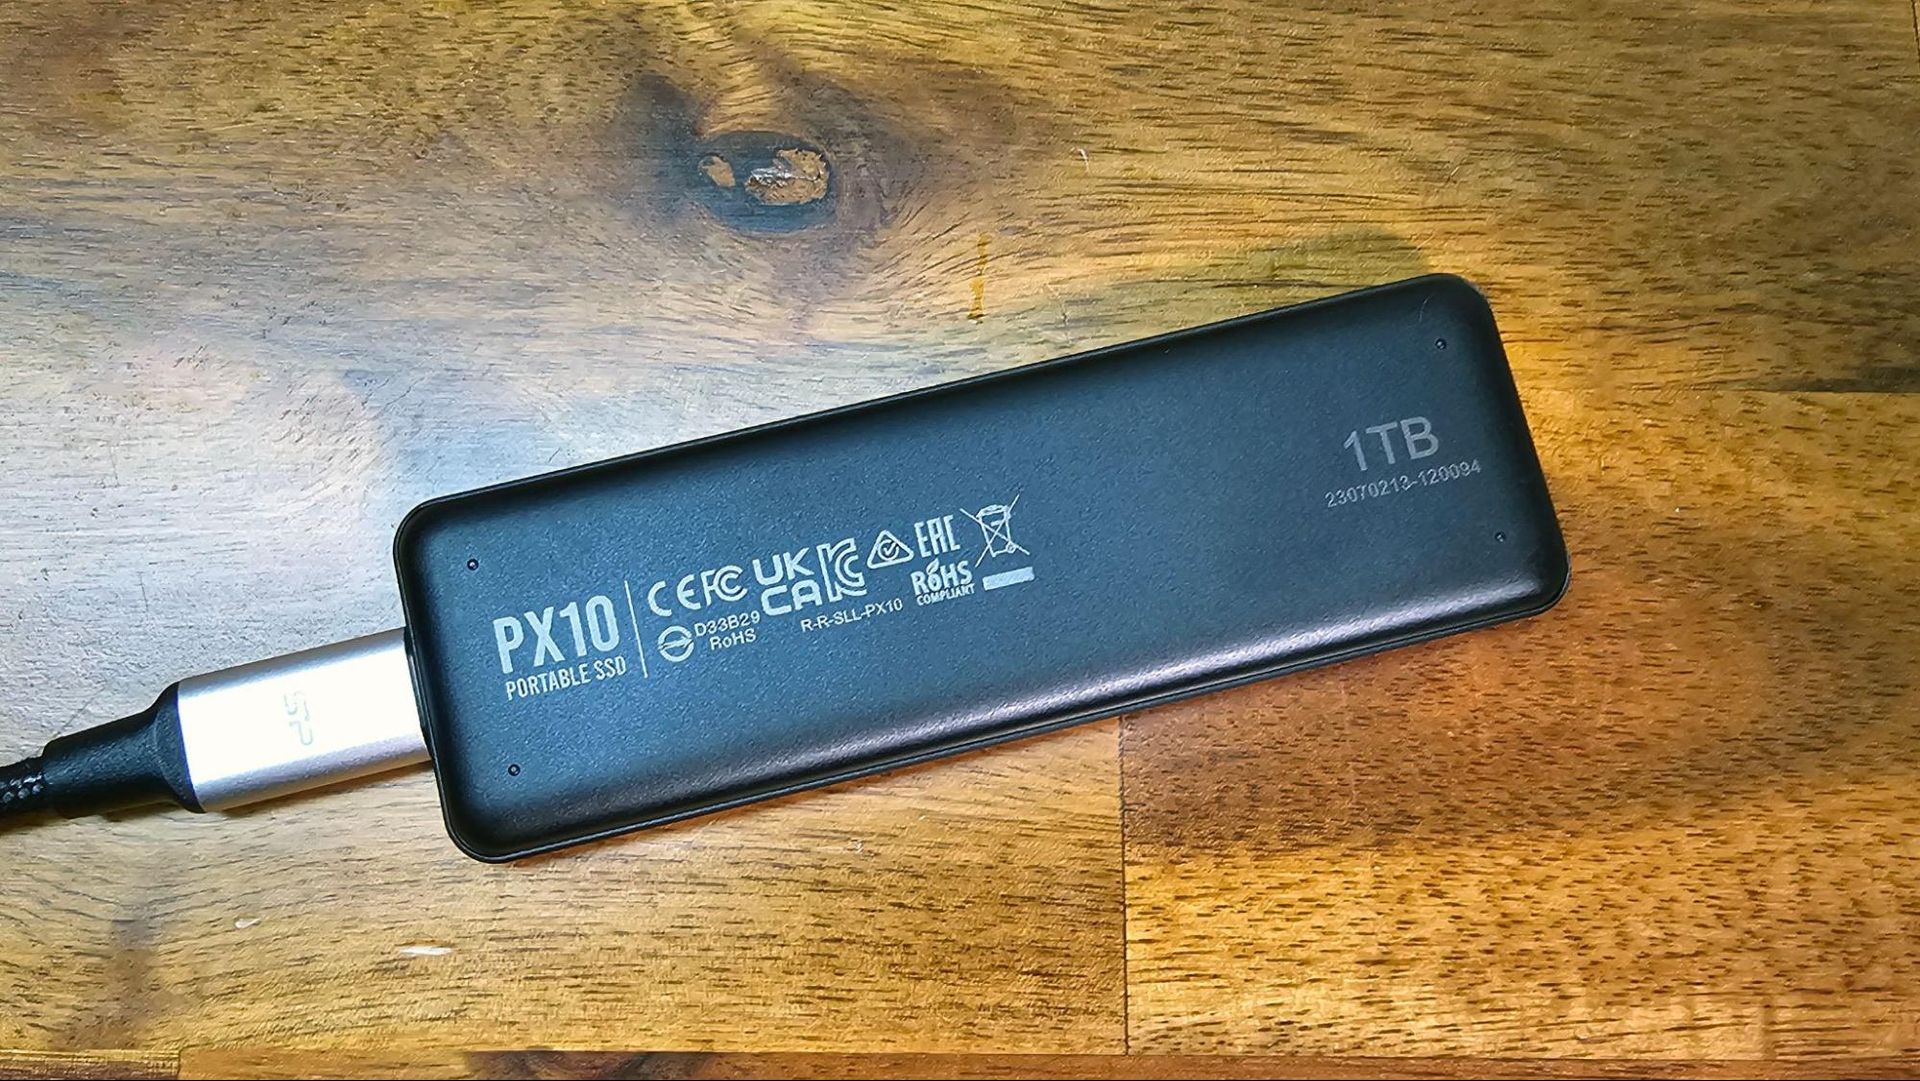 PX10
PORTABLE SSD
CE FC UK CA
EAC
D33B29
RoHS
R-R-SLL-PX10
RoHS
COMPLIANT
1TB
23070213-120094
SP